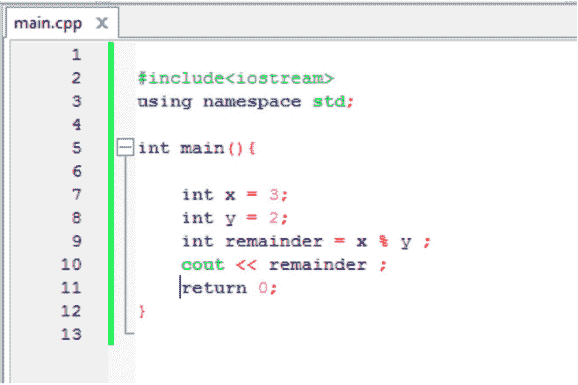 main.cpp X
1
2 #include<iostream>
3 using namespace std;
4
5 int main(){
6
7 int x = 3;
8 int y = 2;
9 int remainder = x % y ;
10 cout << remainder ;
11 return 0;
12 }
13